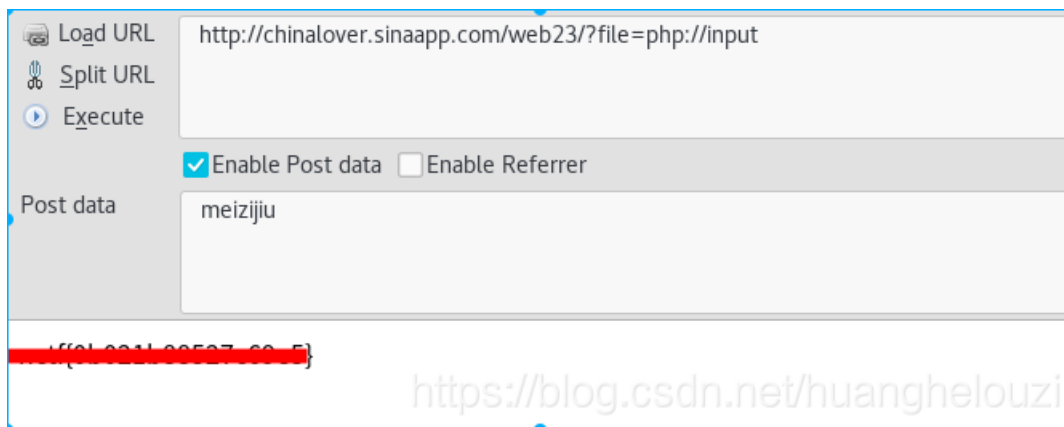 Load URL
http://chinalover.sinaapp.com/web23/?file=php://input
Split URL
Execute
Enable Post data
Enable Referrer
Post data
meizijiu
https://blog.csdn.net/huanghelouzi